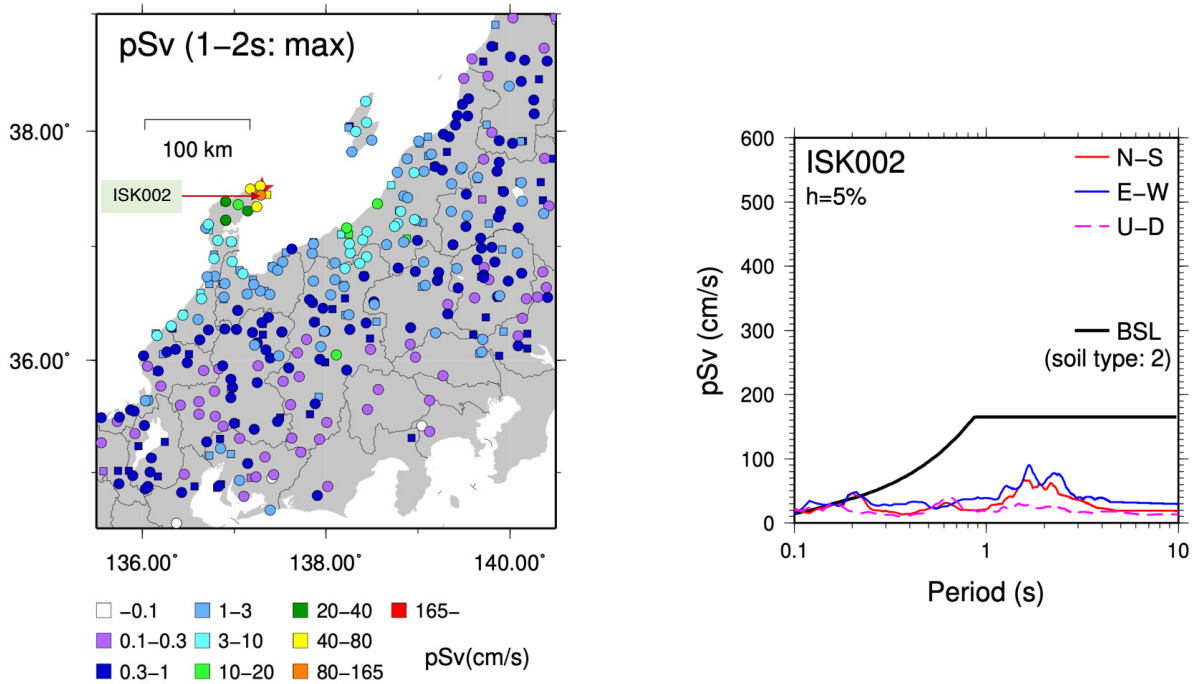 pSv (1−2s: max)
38.00˚
100 km
ISK002
36.00˚
136.00˚ 138.00˚ 140.00˚
−0.1 1−3 20−40 165−
0.1−0.3 3−10 40−80
0.3−1 10−20 80−165
pSv(cm/s)
600
500
400
300
200
100
0
pSv (cm/s)
ISK002
h=5%
N−S
E−W
U−D
BSL
(soil type: 2)
0.1 1 10
Period (s)